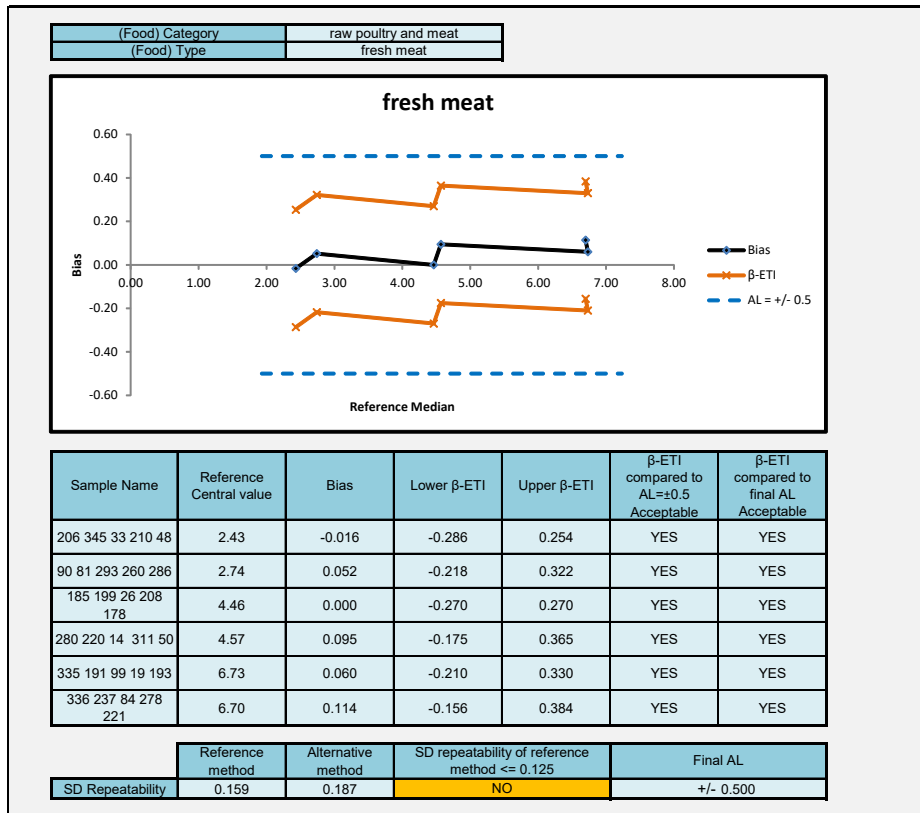 (Food) Category raw poultry and meat
(Food) Type fresh meat
fresh meat
0.60
0.40
0.20
0.00
-0.20
-0.40
-0.60
0.00 1.00 2.00 3.00 4.00 5.00 6.00 7.00 8.00
Bias
Reference Median
Bias
β-ETI
AL = +/- 0.5
Sample Name Reference Central value Bias Lower β-ETI Upper β-ETI β-ETI compared to AL=±0.5 Acceptable β-ETI compared to final AL Acceptable
206 345 33 210 48 2.43 -0.016 -0.286 0.254 YES YES
90 81 293 260 286 2.74 0.052 -0.218 0.322 YES YES
185 199 26 208 178 4.46 0.000 -0.270 0.270 YES YES
280 220 14 311 50 4.57 0.095 -0.175 0.365 YES YES
335 191 99 19 193 6.73 0.060 -0.210 0.330 YES YES
336 237 84 278 221 6.70 0.114 -0.156 0.384 YES YES
Reference method Alternative method SD repeatability of reference method <= 0.125 Final AL
SD Repeatability 0.159 0.187 NO +/- 0.500